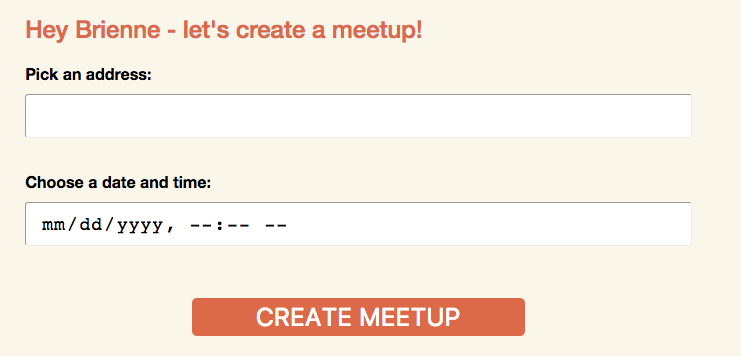 Hey Brienne - let's create a meetup!
Pick an address:
Choose a date and time:
mm/dd/yyyy, --:-- --
CREATE MEETUP